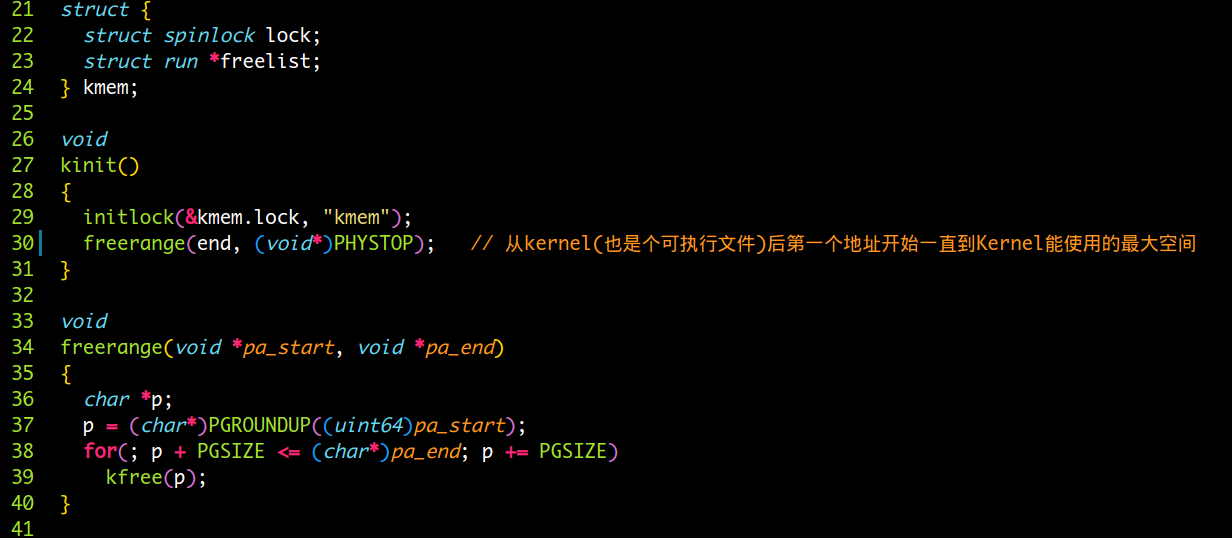 21 struct {
22   struct spinlock lock;
23   struct run *freelist;
24 } kmem;
25
26 void
27 kinit()
28 {
29   initlock(&kmem.lock, "kmem");
30   freerange(end, (void*)PHYSTOP);   // 从kernel(也是个可执行文件)后第一个地址开始一直到Kernel能使用的最大空间
31 }
32
33 void
34 freerange(void *pa_start, void *pa_end)
35 {
36   char *p;
37   p = (char*)PGROUNDUP((uint64)pa_start);
38   for(; p + PGSIZE <= (char*)pa_end; p += PGSIZE)
39     kfree(p);
40 }
41